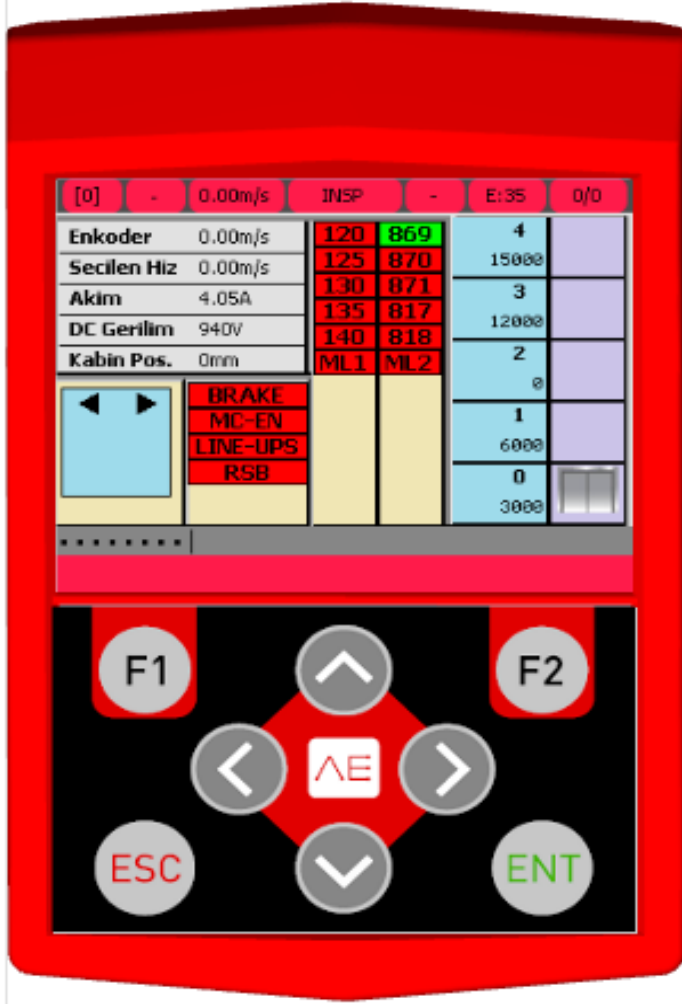 [0] - 0.00m/s INSP - E:35 0/0
Enkoder 0.00m/s
Secilen Hiz 0.00m/s
Akim 4.05A
DC Gerilim 940V
Kabin Pos. 0mm
120 869
125 870
130 871
135 817
140 818
ML1 ML2
BRAKE
MC-EN
LINE-UPS
RSB
4
15000
3
12000
2
0
1
6000
0
3000
F1
F2
ΛE
ESC
ENT